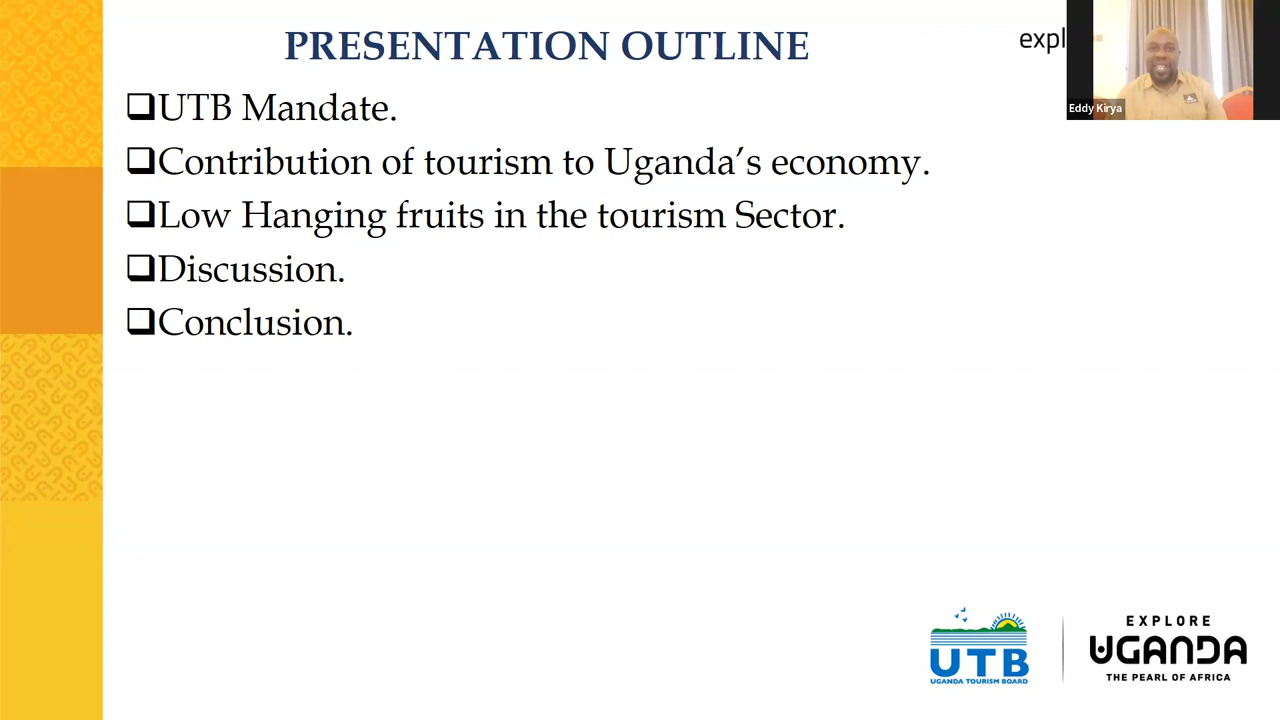 PRESENTATION OUTLINE
expl
Eddy Kirya
❑UTB Mandate.
❑Contribution of tourism to Uganda’s economy.
❑Low Hanging fruits in the tourism Sector.
❑Discussion.
❑Conclusion.
UTB
UGANDA TOURISM BOARD
EXPLORE
UGANDA
THE PEARL OF AFRICA